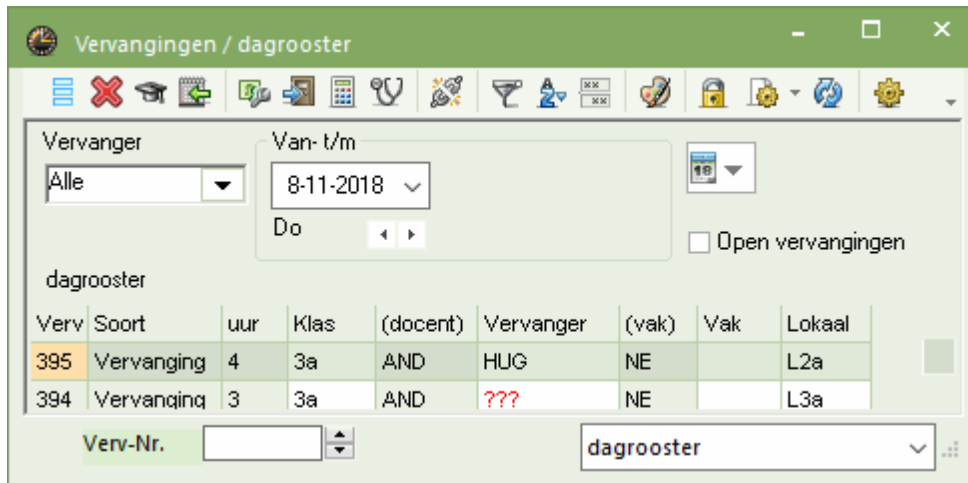 Vervangingen / dagrooster
Vervanger Van- t/m
Alle 8-11-2018 18
Do
Open vervangingen
dagrooster
Verv Soort uur Klas (docent) Vervanger (vak) Vak Lokaal
395 Vervanging 4 3a AND HUG NE L2a
394 Vervanging 3 3a AND ??? NE L3a
Verv-Nr. dagrooster